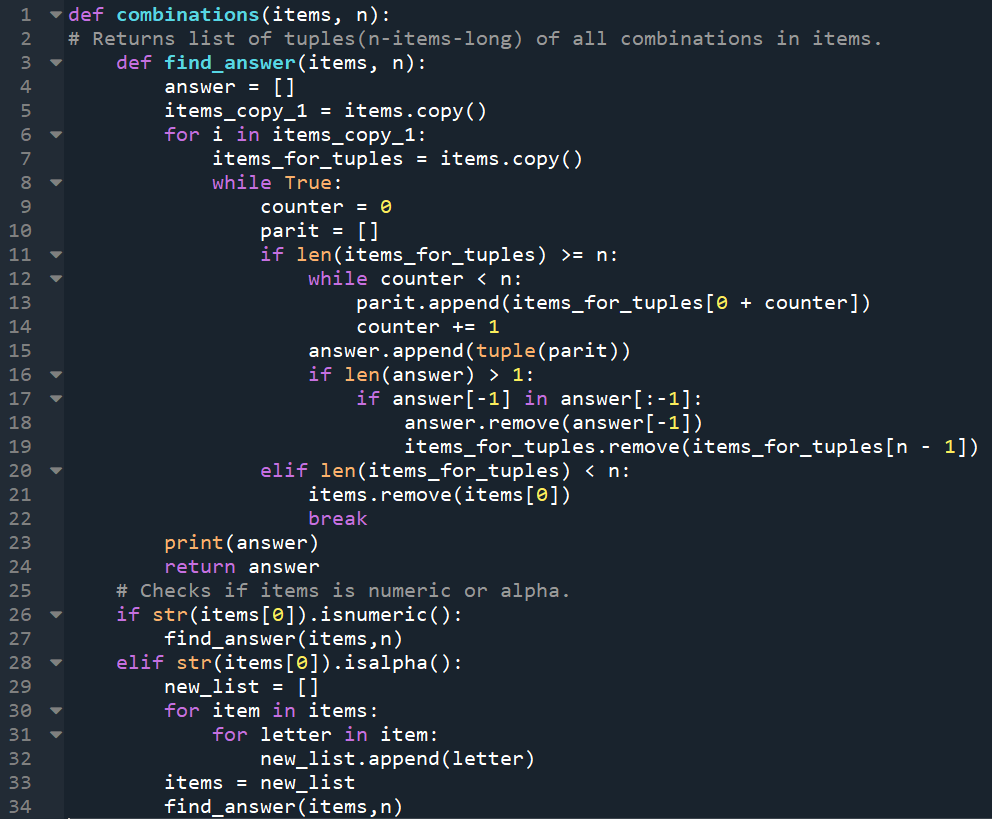 1 def combinations(items, n):
2 # Returns list of tuples(n-items-long) of all combinations in items.
3     def find_answer(items, n):
4         answer = []
5         items_copy_1 = items.copy()
6         for i in items_copy_1:
7             items_for_tuples = items.copy()
8             while True:
9                 counter = 0
10                 parit = []
11                 if len(items_for_tuples) >= n:
12                     while counter < n:
13                         parit.append(items_for_tuples[0 + counter])
14                         counter += 1
15                     answer.append(tuple(parit))
16                     if len(answer) > 1:
17                         if answer[-1] in answer[:-1]:
18                             answer.remove(answer[-1])
19                             items_for_tuples.remove(items_for_tuples[n - 1])
20                 elif len(items_for_tuples) < n:
21                     items.remove(items[0])
22                     break
23         print(answer)
24         return answer
25     # Checks if items is numeric or alpha.
26     if str(items[0]).isnumeric():
27         find_answer(items,n)
28     elif str(items[0]).isalpha():
29         new_list = []
30         for item in items:
31             for letter in item:
32                 new_list.append(letter)
33         items = new_list
34         find_answer(items,n)